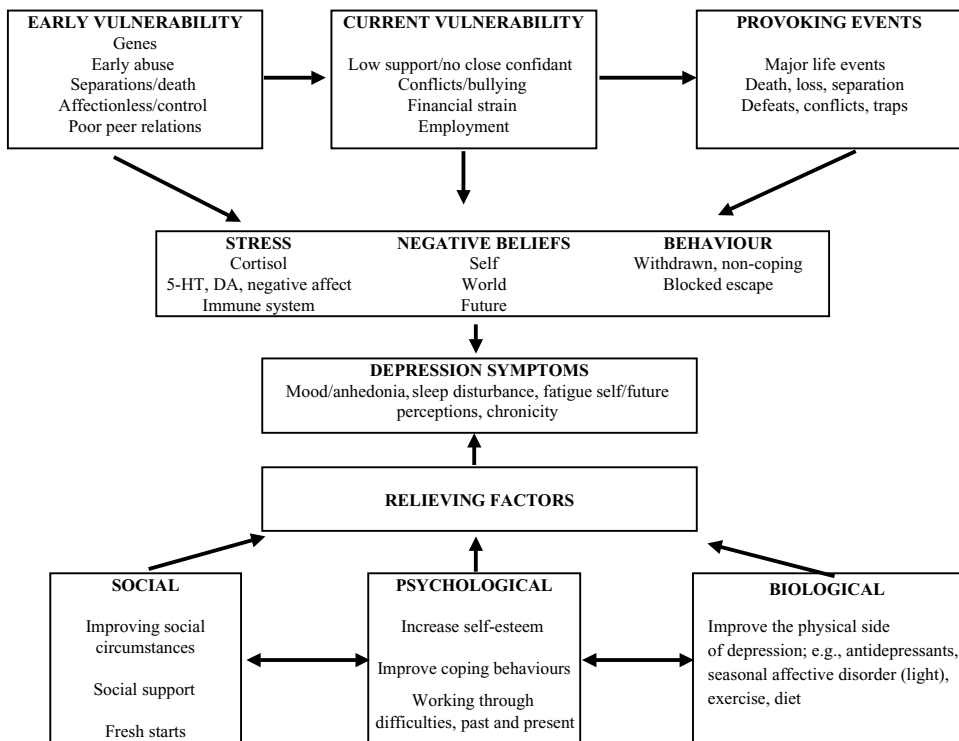 EARLY VULNERABILITY
Genes
Early abuse
Separations/death
Affectionless/control
Poor peer relations
CURRENT VULNERABILITY
Low support/no close confidant
Conflicts/bullying
Financial strain
Employment
PROVOKING EVENTS
Major life events
Death, loss, separation
Defeats, conflicts, traps
STRESS
Cortisol
5-HT, DA, negative affect
Immune system
NEGATIVE BELIEFS
Self
World
Future
BEHAVIOUR
Withdrawn, non-coping
Blocked escape
DEPRESSION SYMPTOMS
Mood/anhedonia, sleep disturbance, fatigue self/future
perceptions, chronicity
RELIEVING FACTORS
SOCIAL
Improving social
circumstances
Social support
Fresh starts
PSYCHOLOGICAL
Increase self-esteem
Improve coping behaviours
Working through
difficulties, past and present
BIOLOGICAL
Improve the physical side
of depression; e.g., antidepressants,
seasonal affective disorder (light),
exercise, diet